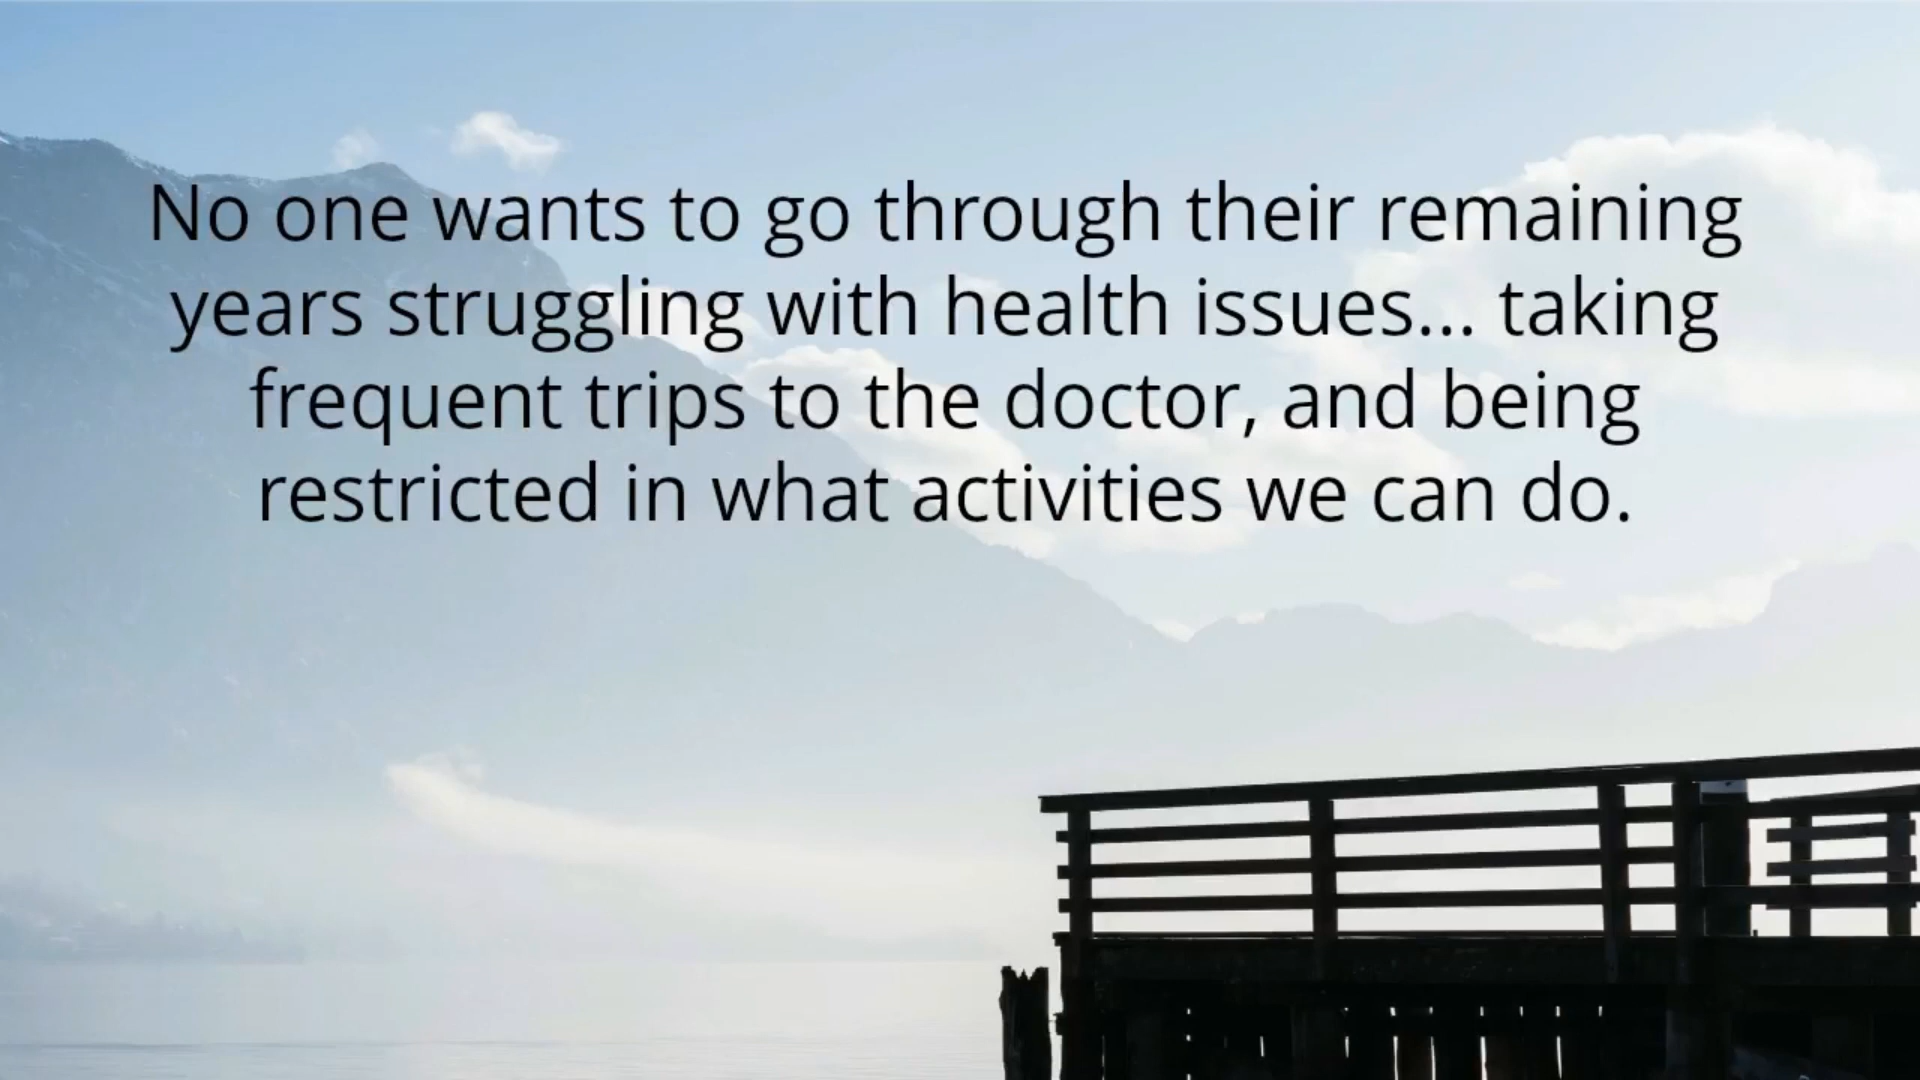 No one wants to go through their remaining
years struggling with health issues... taking
frequent trips to the doctor, and being
restricted in what activities we can do.